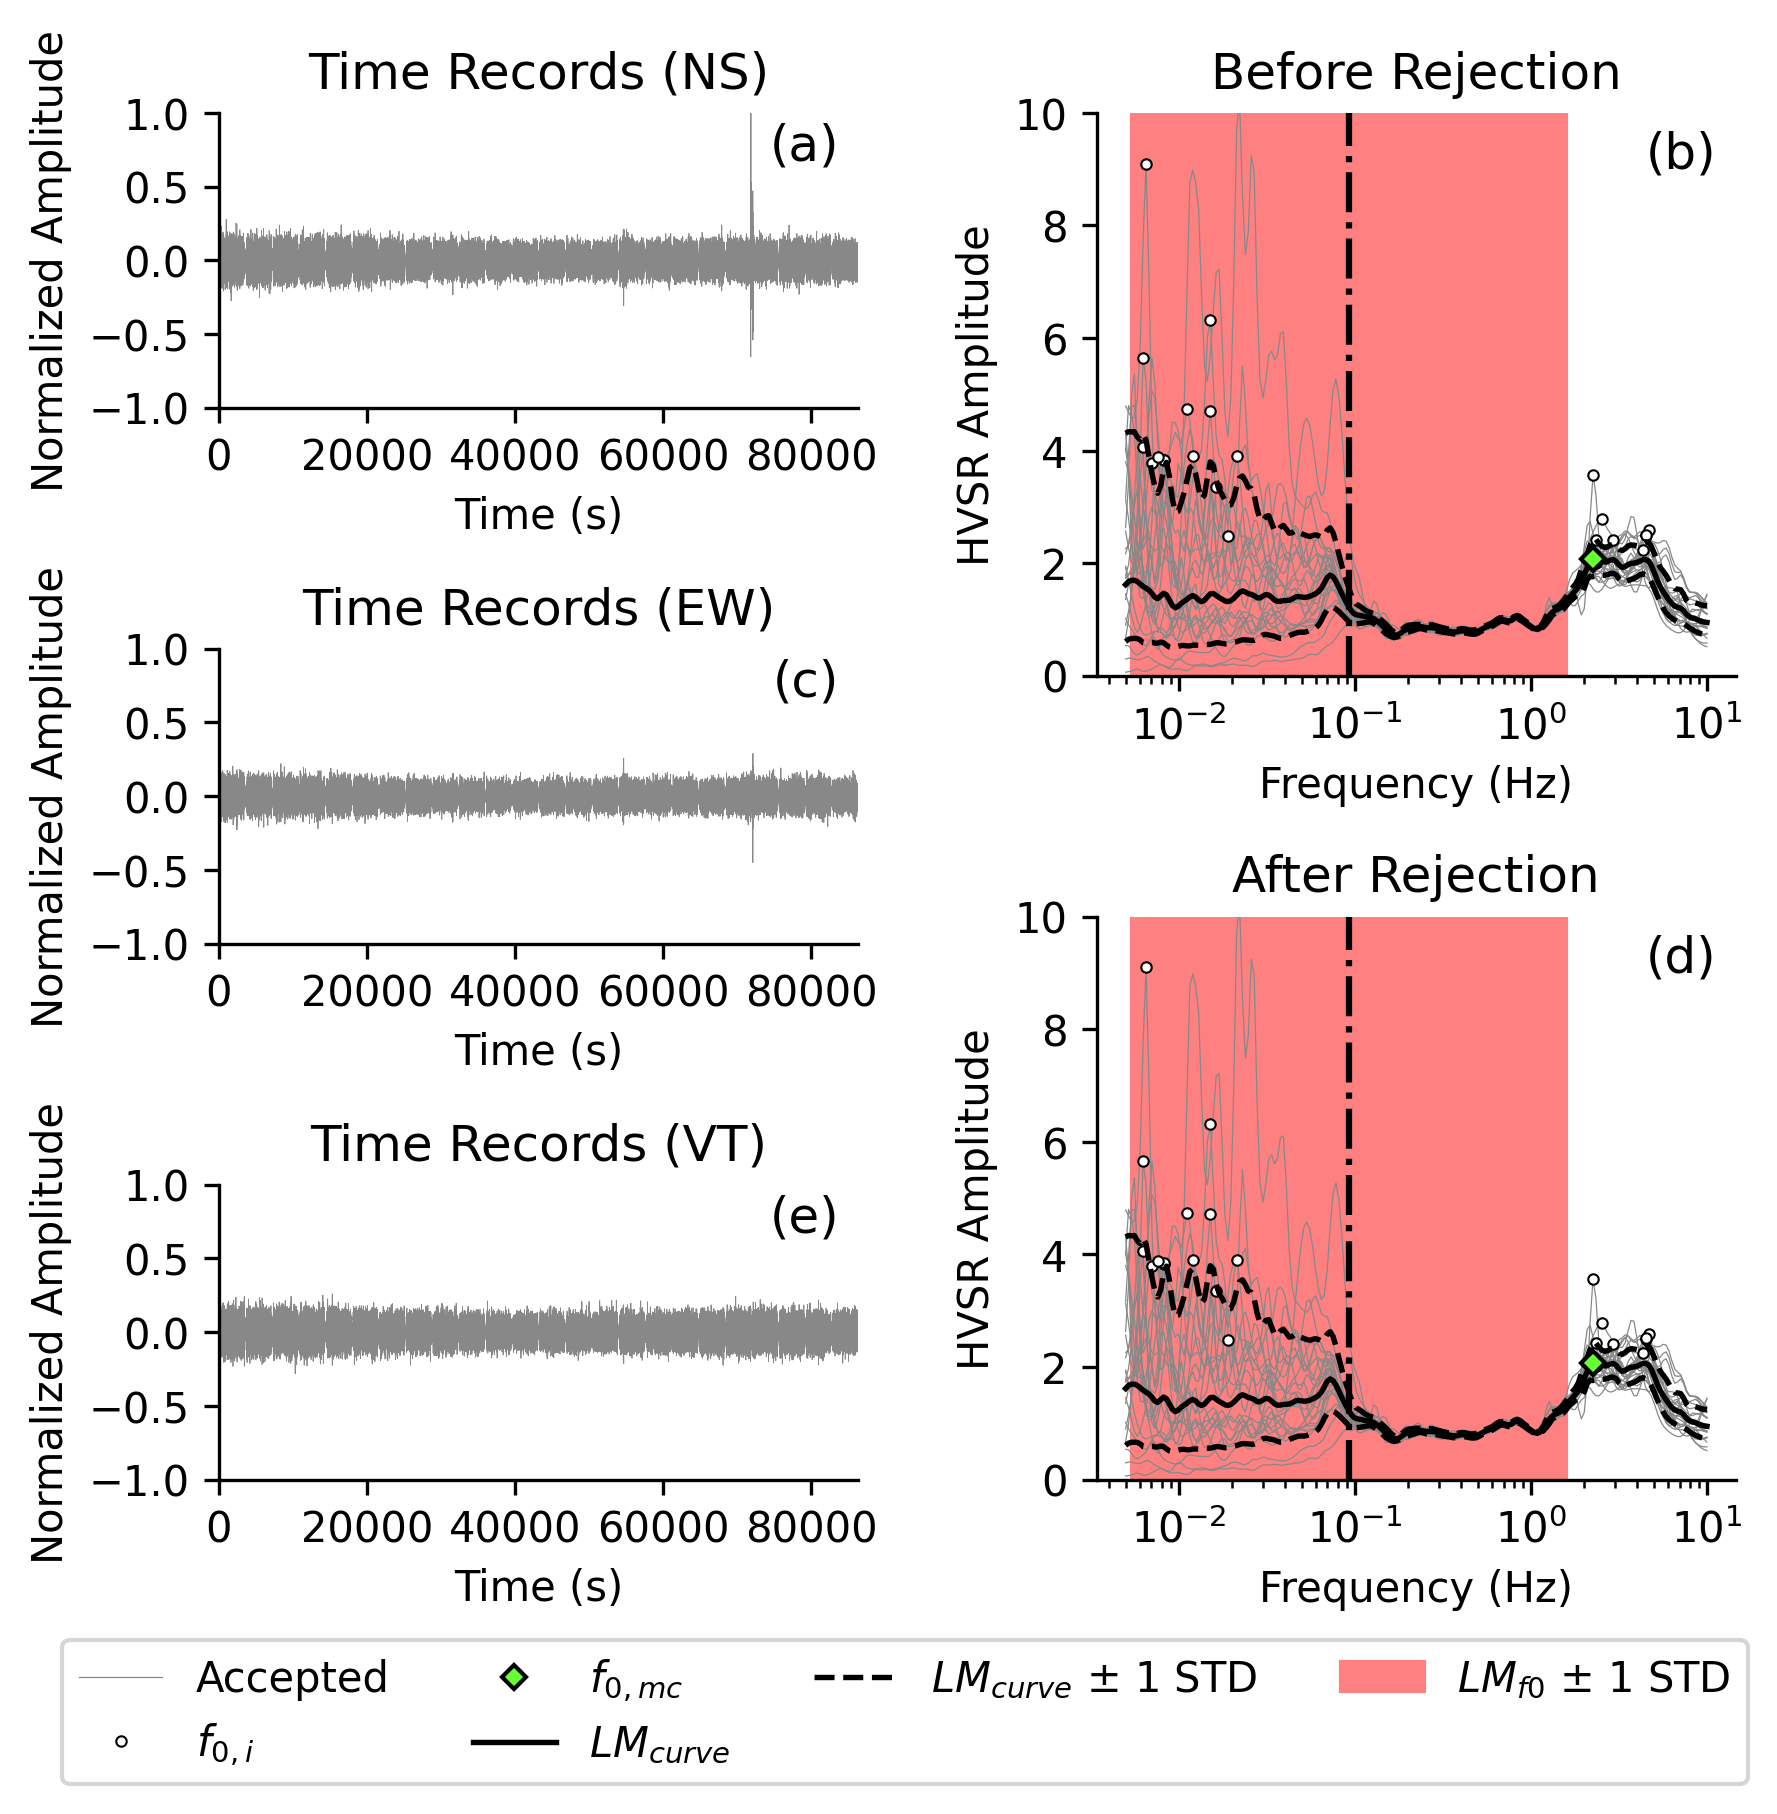 Time Records (NS)
Normalized Amplitude
1.0
0.5
0.0
−0.5
−1.0
(a)
0 20000 40000 60000 80000
Time (s)
Before Rejection
HVSR Amplitude
10
8
6
4
2
0
(b)
10⁻² 10⁻¹ 10⁰ 10¹
Frequency (Hz)
Time Records (EW)
Normalized Amplitude
1.0
0.5
0.0
−0.5
−1.0
(c)
0 20000 40000 60000 80000
Time (s)
After Rejection
HVSR Amplitude
10
8
6
4
2
0
(d)
10⁻² 10⁻¹ 10⁰ 10¹
Frequency (Hz)
Time Records (VT)
Normalized Amplitude
1.0
0.5
0.0
−0.5
−1.0
(e)
0 20000 40000 60000 80000
Time (s)
Accepted
f0,i
f0,mc
LMcurve
LMcurve ± 1 STD
LMf0 ± 1 STD